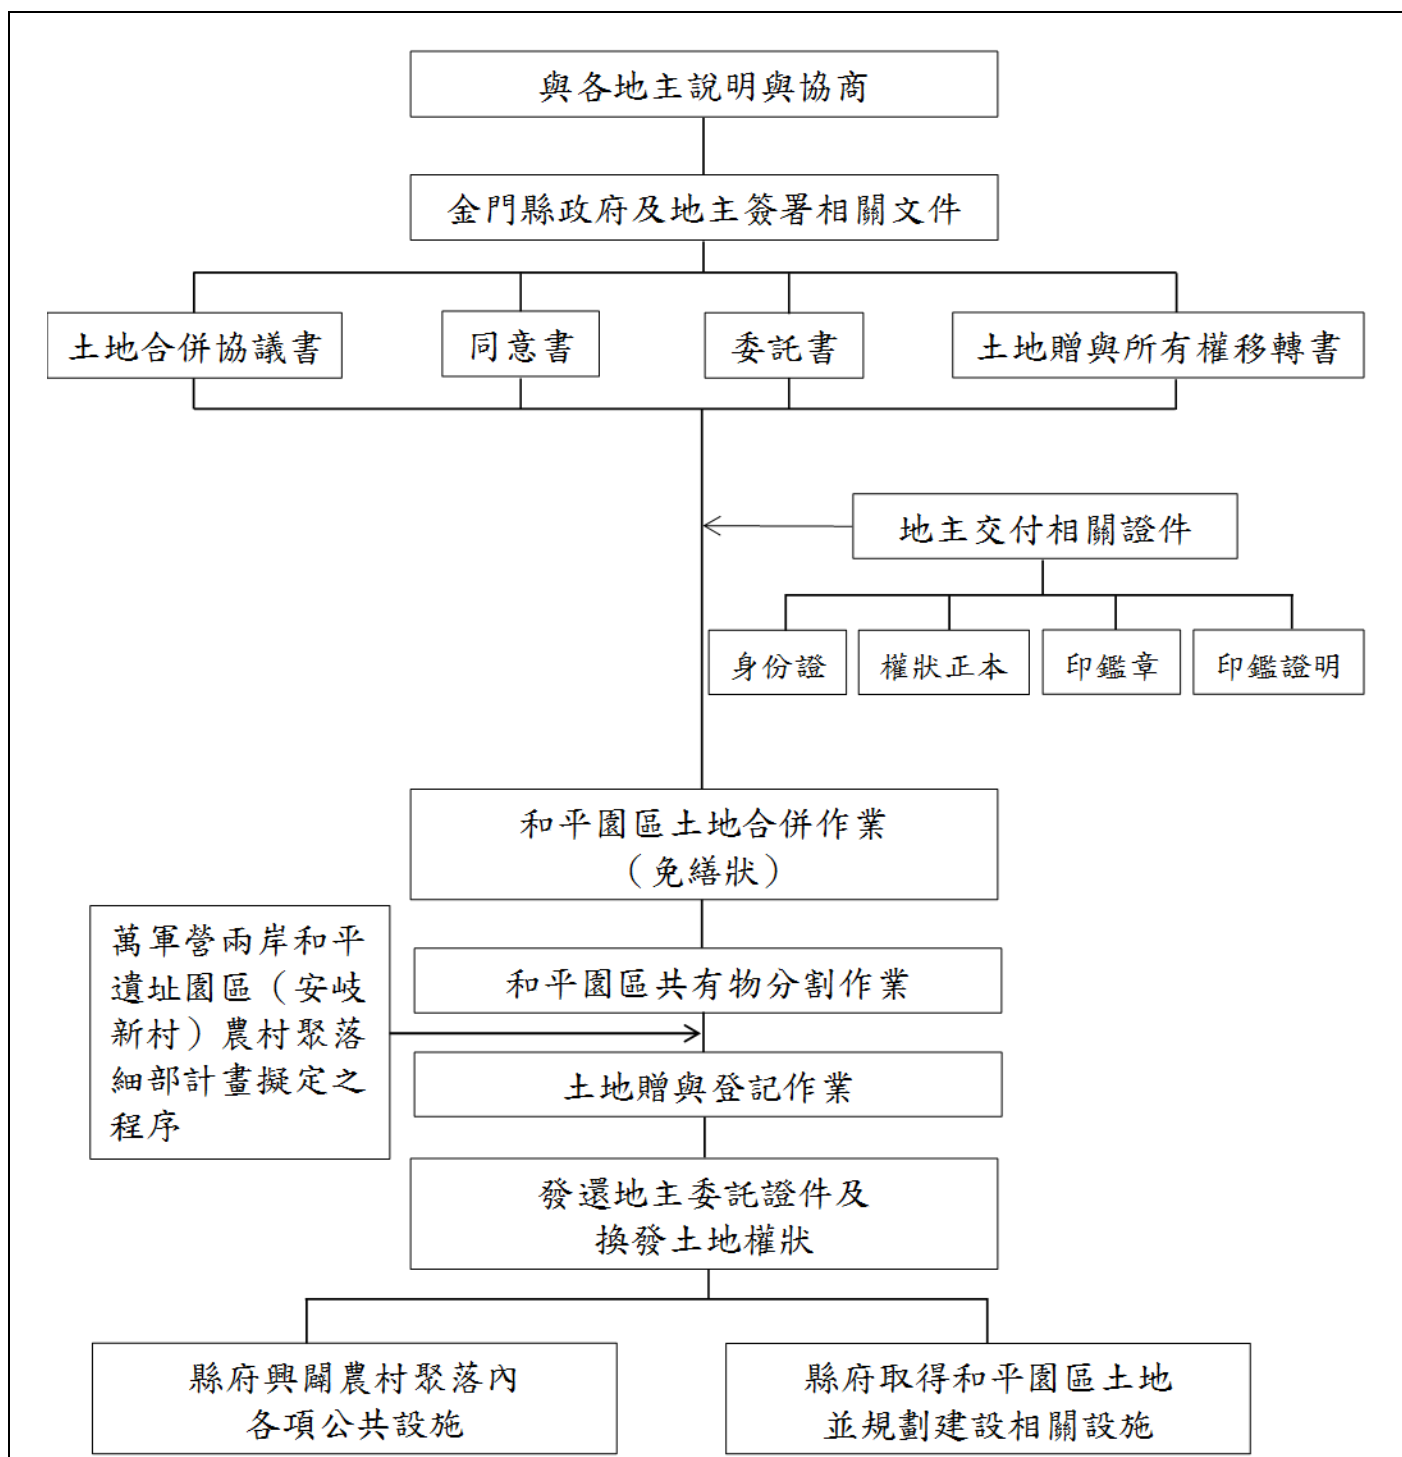 與各地主說明與協商
金門縣政府及地主簽署相關文件
土地合併協議書
同意書
委託書
土地贈與所有權移轉書
地主交付相關證件
身份證
權狀正本
印鑑章
印鑑證明
和平園區土地合併作業
（免繕狀）
萬軍營兩岸和平
遺址園區（安岐
新村）農村聚落
細部計畫擬定之
程序
和平園區共有物分割作業
土地贈與登記作業
發還地主委託證件及
換發土地權狀
縣府興闢農村聚落內
各項公共設施
縣府取得和平園區土地
並規劃建設相關設施